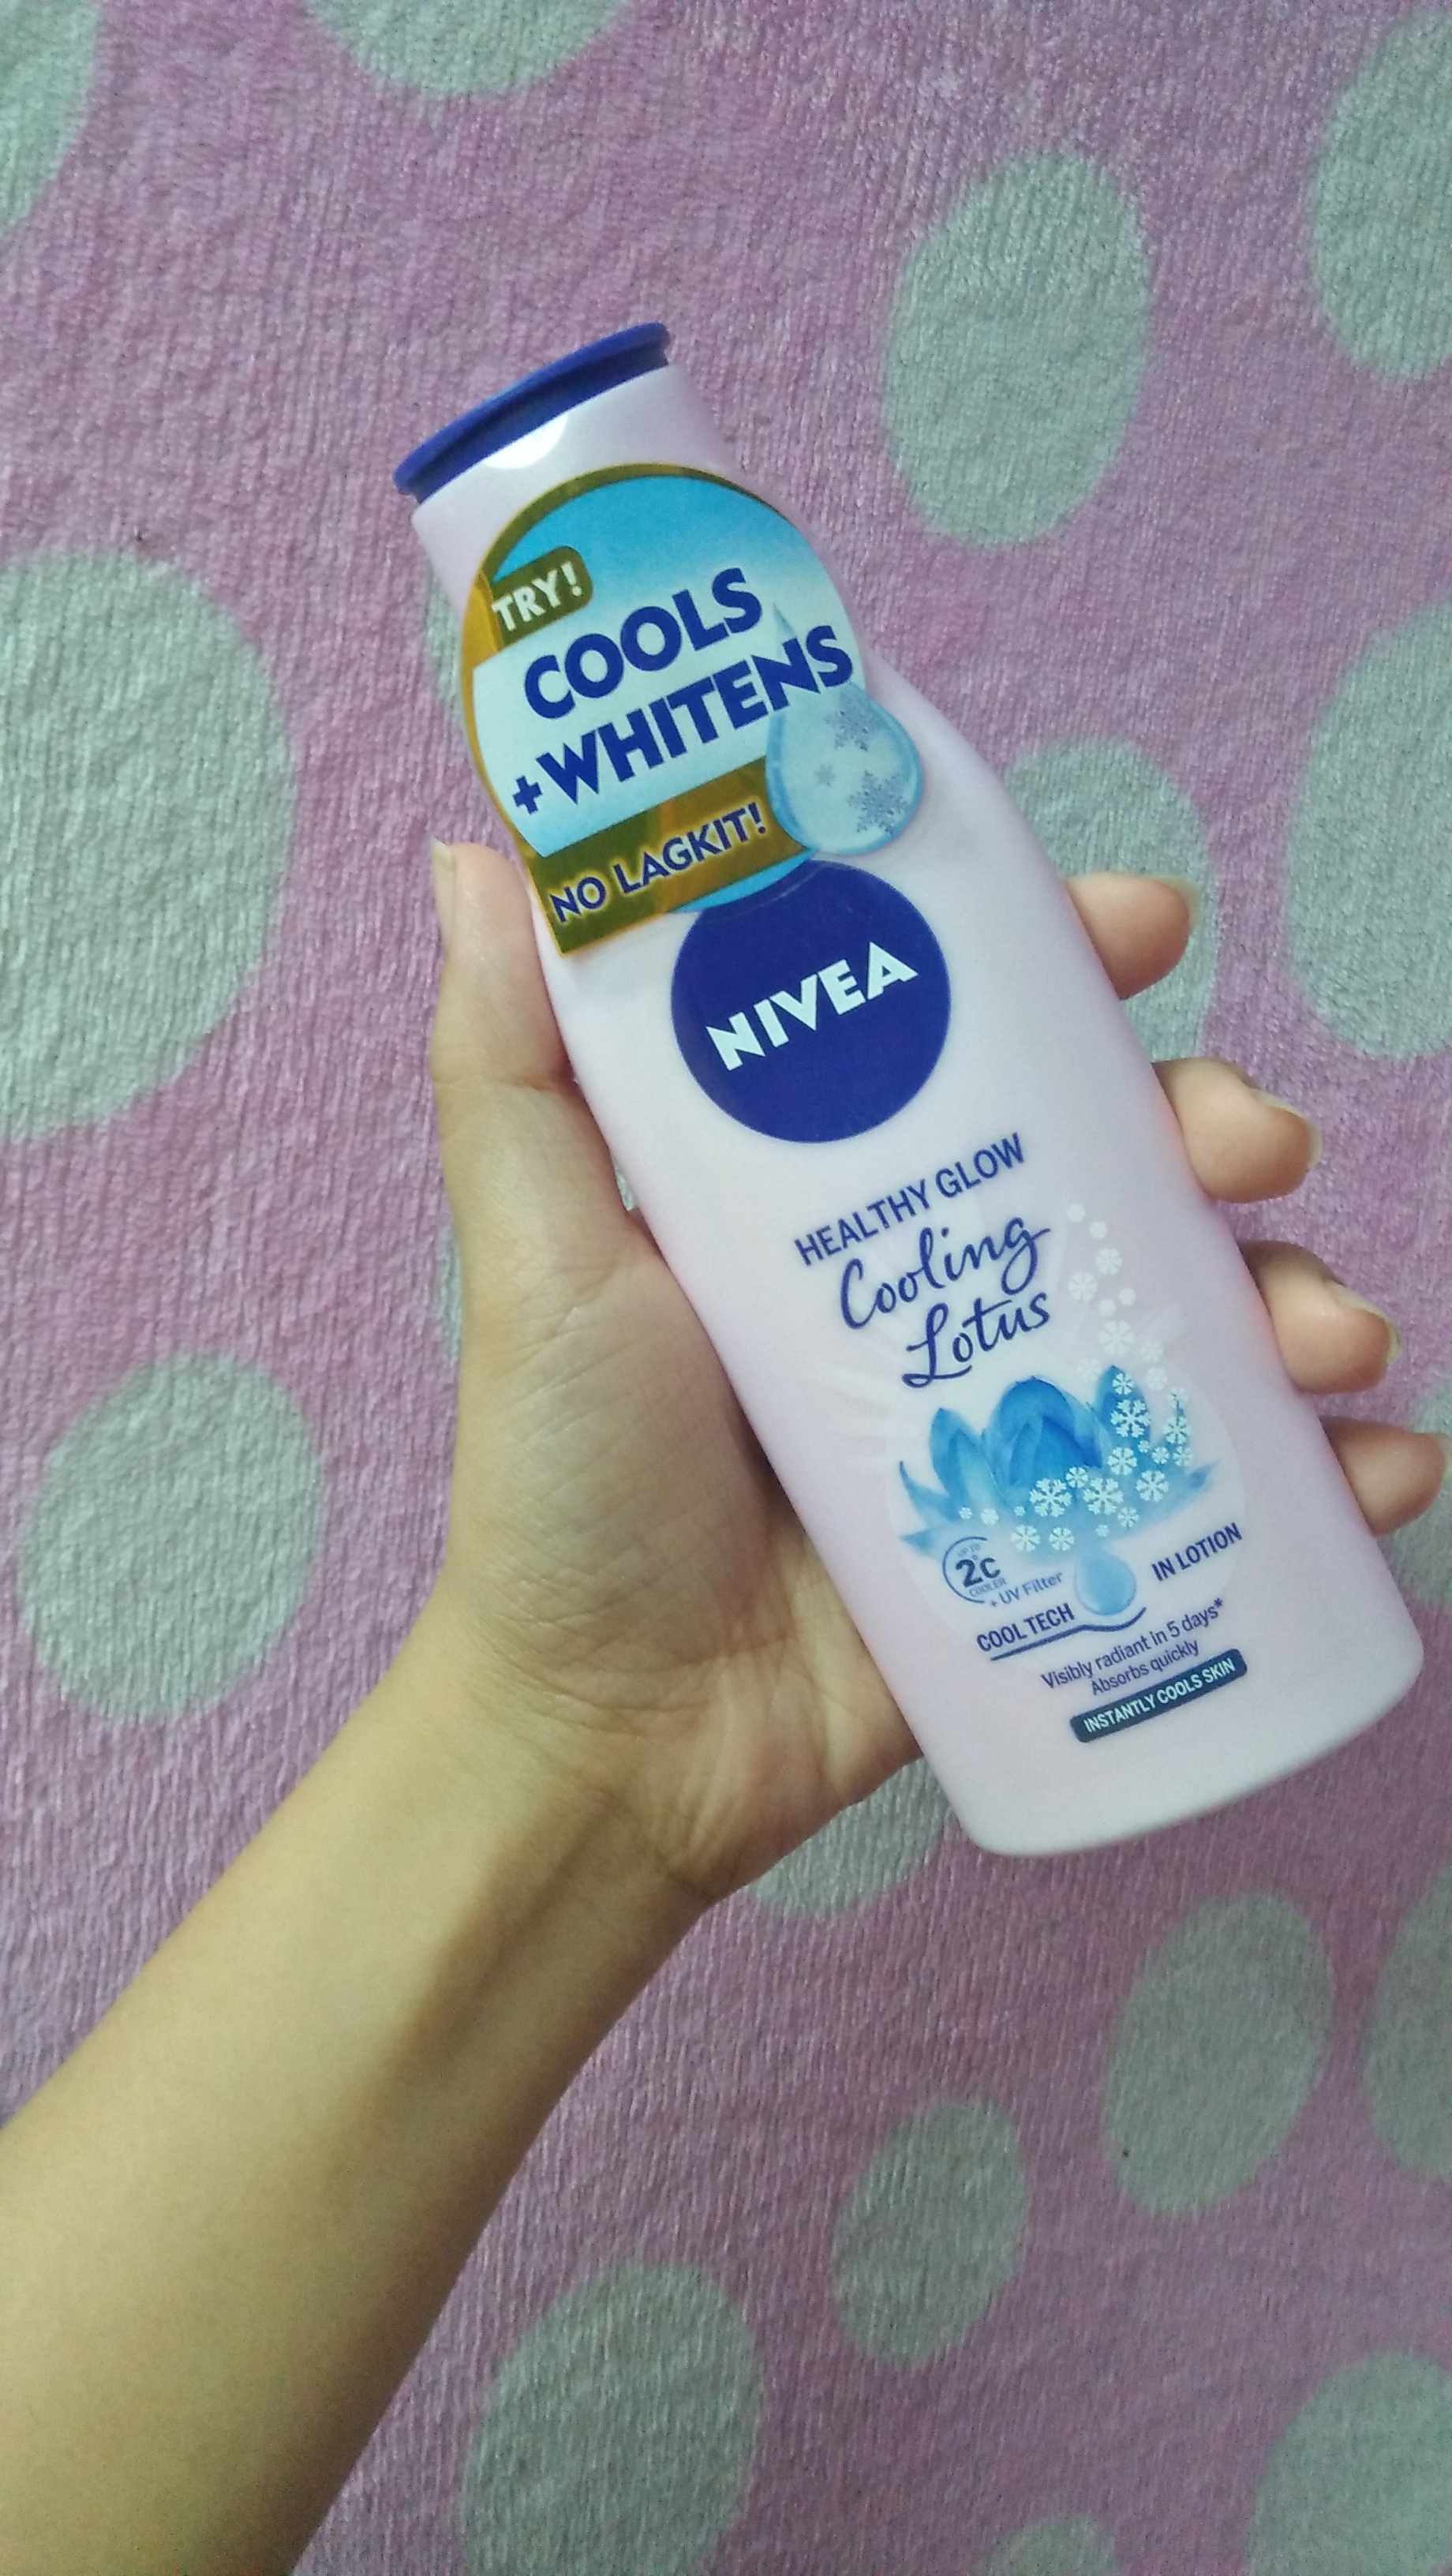 TRY!
COOLS
+WHITENS
NO LAGKIT!
NIVEA
HEALTHY GLOW
Cooling
Lotus
UP TO
2°C
COOLER
+ UV Filter
COOL TECH IN LOTION
Visibly radiant in 5 days*
Absorbs quickly
INSTANTLY COOLS SKIN